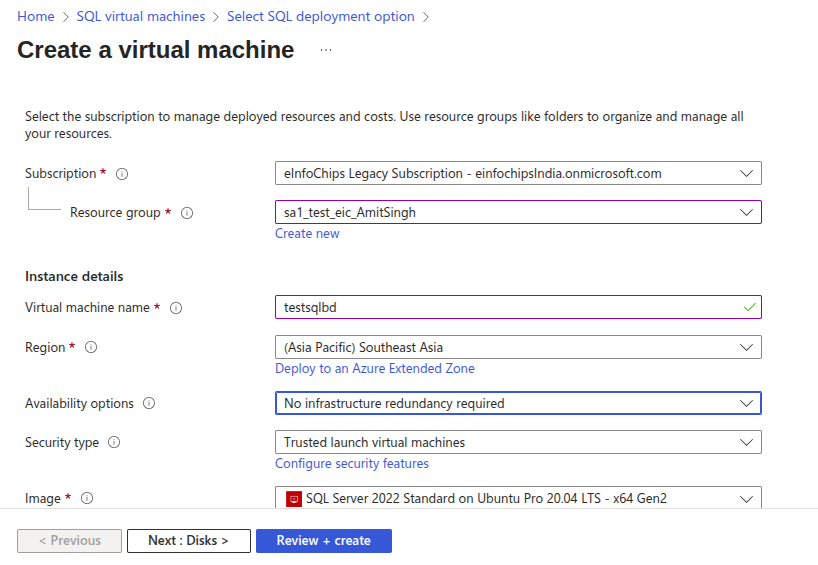 Home > SQL virtual machines > Select SQL deployment option >
Create a virtual machine ...
Select the subscription to manage deployed resources and costs. Use resource groups like folders to organize and manage all
your resources.
Subscription * eInfoChips Legacy Subscription - einfochipsIndia.onmicrosoft.com
Resource group * sa1_test_eic_AmitSingh
Create new
Instance details
Virtual machine name * testsqlbd
Region * (Asia Pacific) Southeast Asia
Deploy to an Azure Extended Zone
Availability options No infrastructure redundancy required
Security type Trusted launch virtual machines
Configure security features
Image * SQL Server 2022 Standard on Ubuntu Pro 20.04 LTS - x64 Gen2
< Previous Next : Disks > Review + create